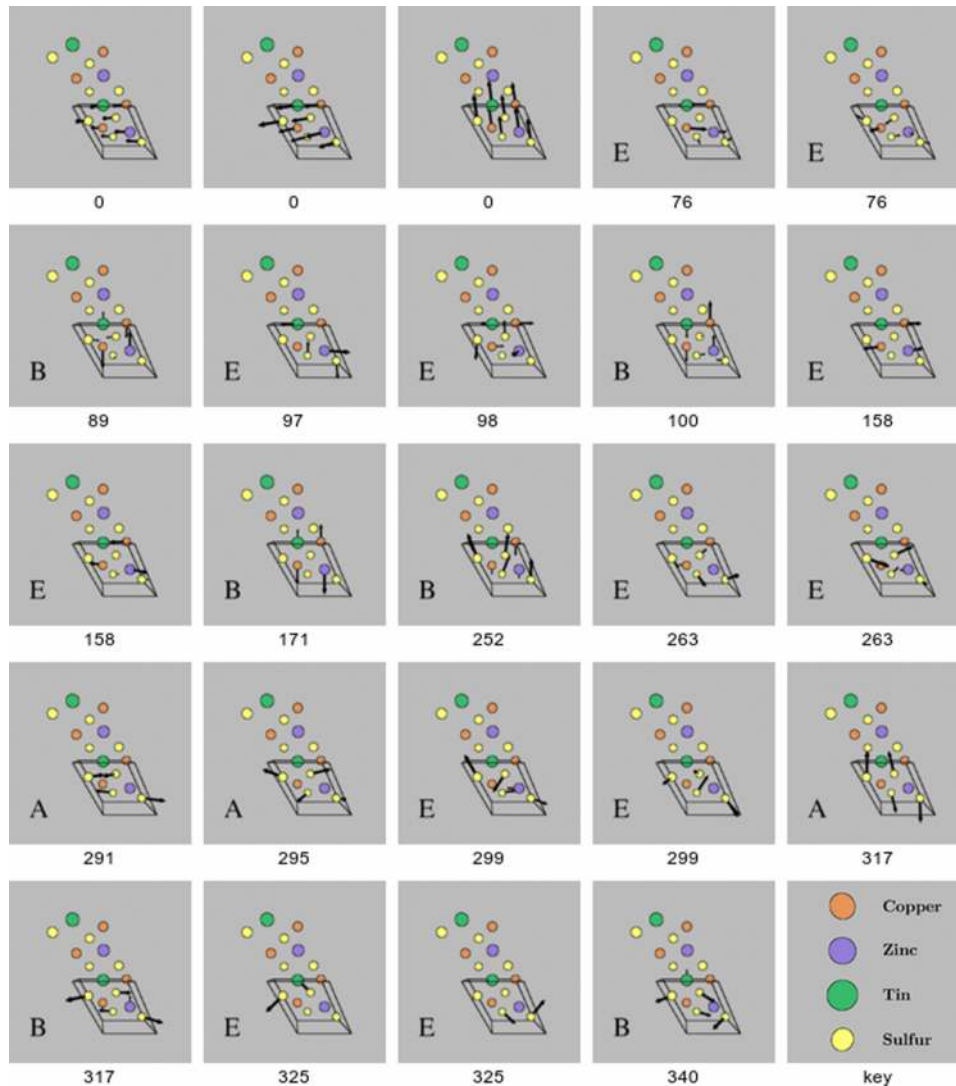 0 0 0 E 76 E 76
B 89 E 97 E 98 B 100 158
E 158 B 171 B 252 E 263 E 263
A 291 A 295 E 299 E 299 A 317
Copper
Zinc
Tin
Sulfur
B 317 E 325 E 325 B 340 key